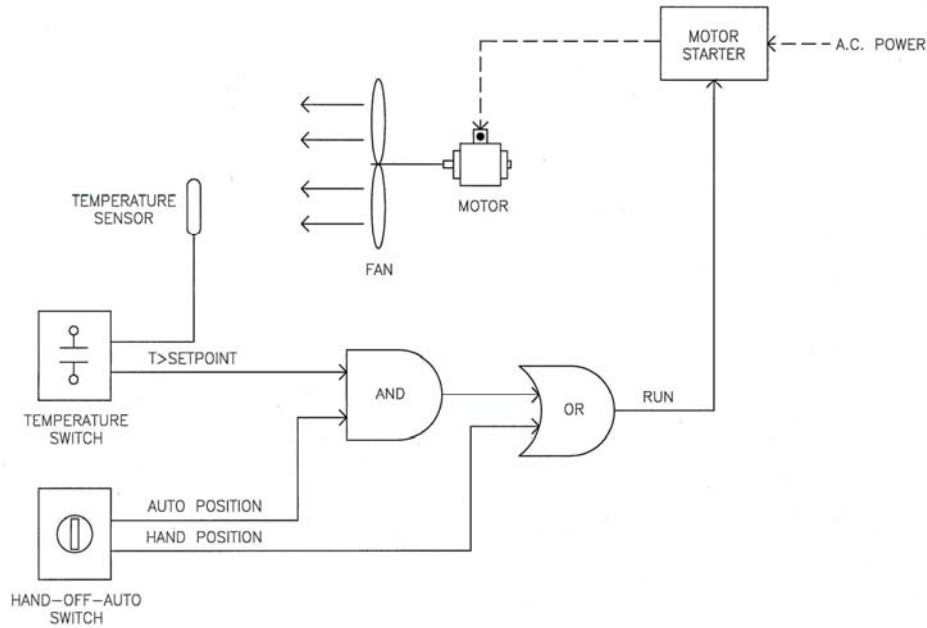 MOTOR
STARTER
A.C. POWER
TEMPERATURE
SENSOR
MOTOR
FAN
T>SETPOINT
AND
OR
RUN
TEMPERATURE
SWITCH
AUTO POSITION
HAND POSITION
HAND-OFF-AUTO
SWITCH